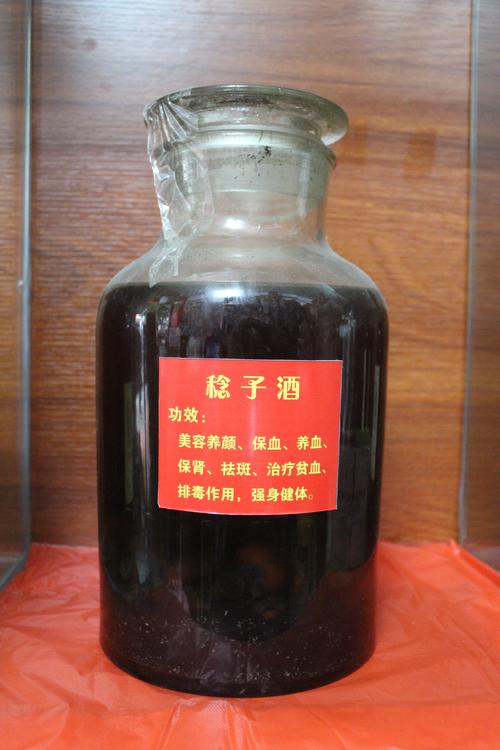 稔子酒
功效：
美容养颜、保血、养血、
保肾、祛斑、治疗贫血、
排毒作用，强身健体。